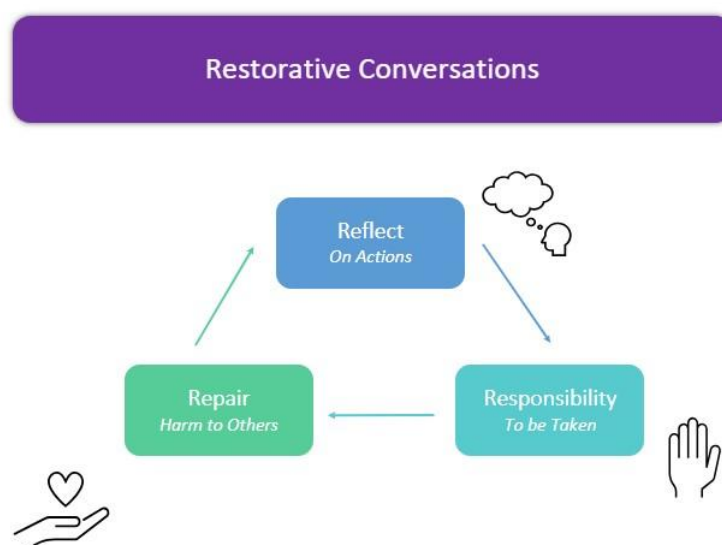 Restorative Conversations
Reflect
On Actions
Repair
Harm to Others
Responsibility
To be Taken